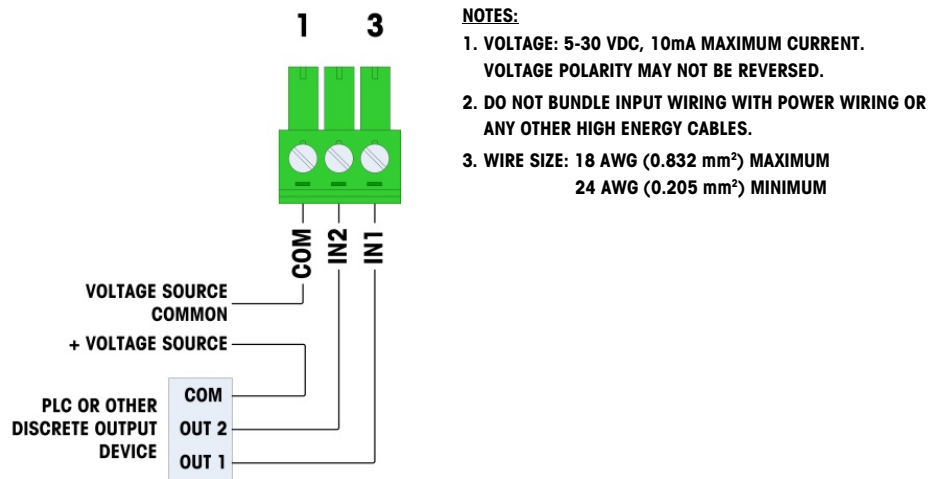 1 3
COM
IN2
IN1
VOLTAGE SOURCE
COMMON
+ VOLTAGE SOURCE
PLC OR OTHER
DISCRETE OUTPUT
DEVICE
COM
OUT 2
OUT 1
NOTES:
1. VOLTAGE: 5-30 VDC, 10mA MAXIMUM CURRENT.
VOLTAGE POLARITY MAY NOT BE REVERSED.
2. DO NOT BUNDLE INPUT WIRING WITH POWER WIRING OR
ANY OTHER HIGH ENERGY CABLES.
3. WIRE SIZE: 18 AWG (0.832 mm²) MAXIMUM
24 AWG (0.205 mm²) MINIMUM